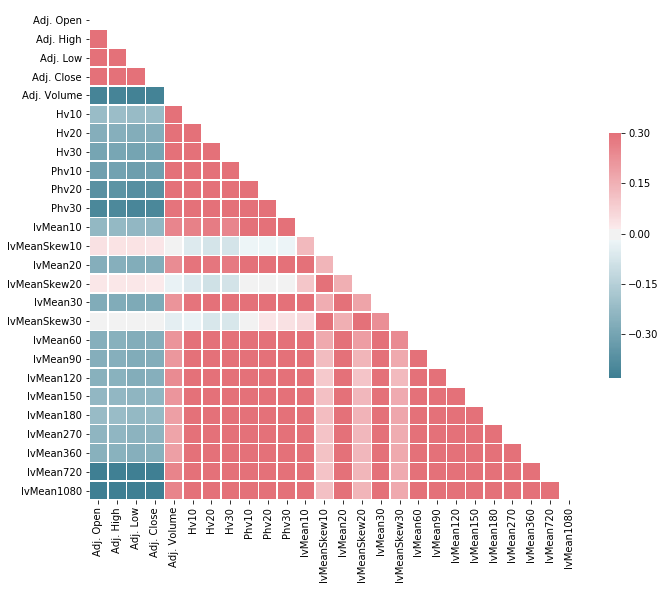 Adj. Open
Adj. High
Adj. Low
Adj. Close
Adj. Volume
Hv10
Hv20
Hv30
Phv10
Phv20
Phv30
IvMean10
IvMeanSkew10
IvMean20
IvMeanSkew20
IvMean30
IvMeanSkew30
IvMean60
IvMean90
IvMean120
IvMean150
IvMean180
IvMean270
IvMean360
IvMean720
IvMean1080
Adj. Open
Adj. High
Adj. Low
Adj. Close
Adj. Volume
Hv10
Hv20
Hv30
Phv10
Phv20
Phv30
IvMean10
IvMeanSkew10
IvMean20
IvMeanSkew20
IvMean30
IvMeanSkew30
IvMean60
IvMean90
IvMean120
IvMean150
IvMean180
IvMean270
IvMean360
IvMean720
IvMean1080
0.30
0.15
0.00
−0.15
−0.30